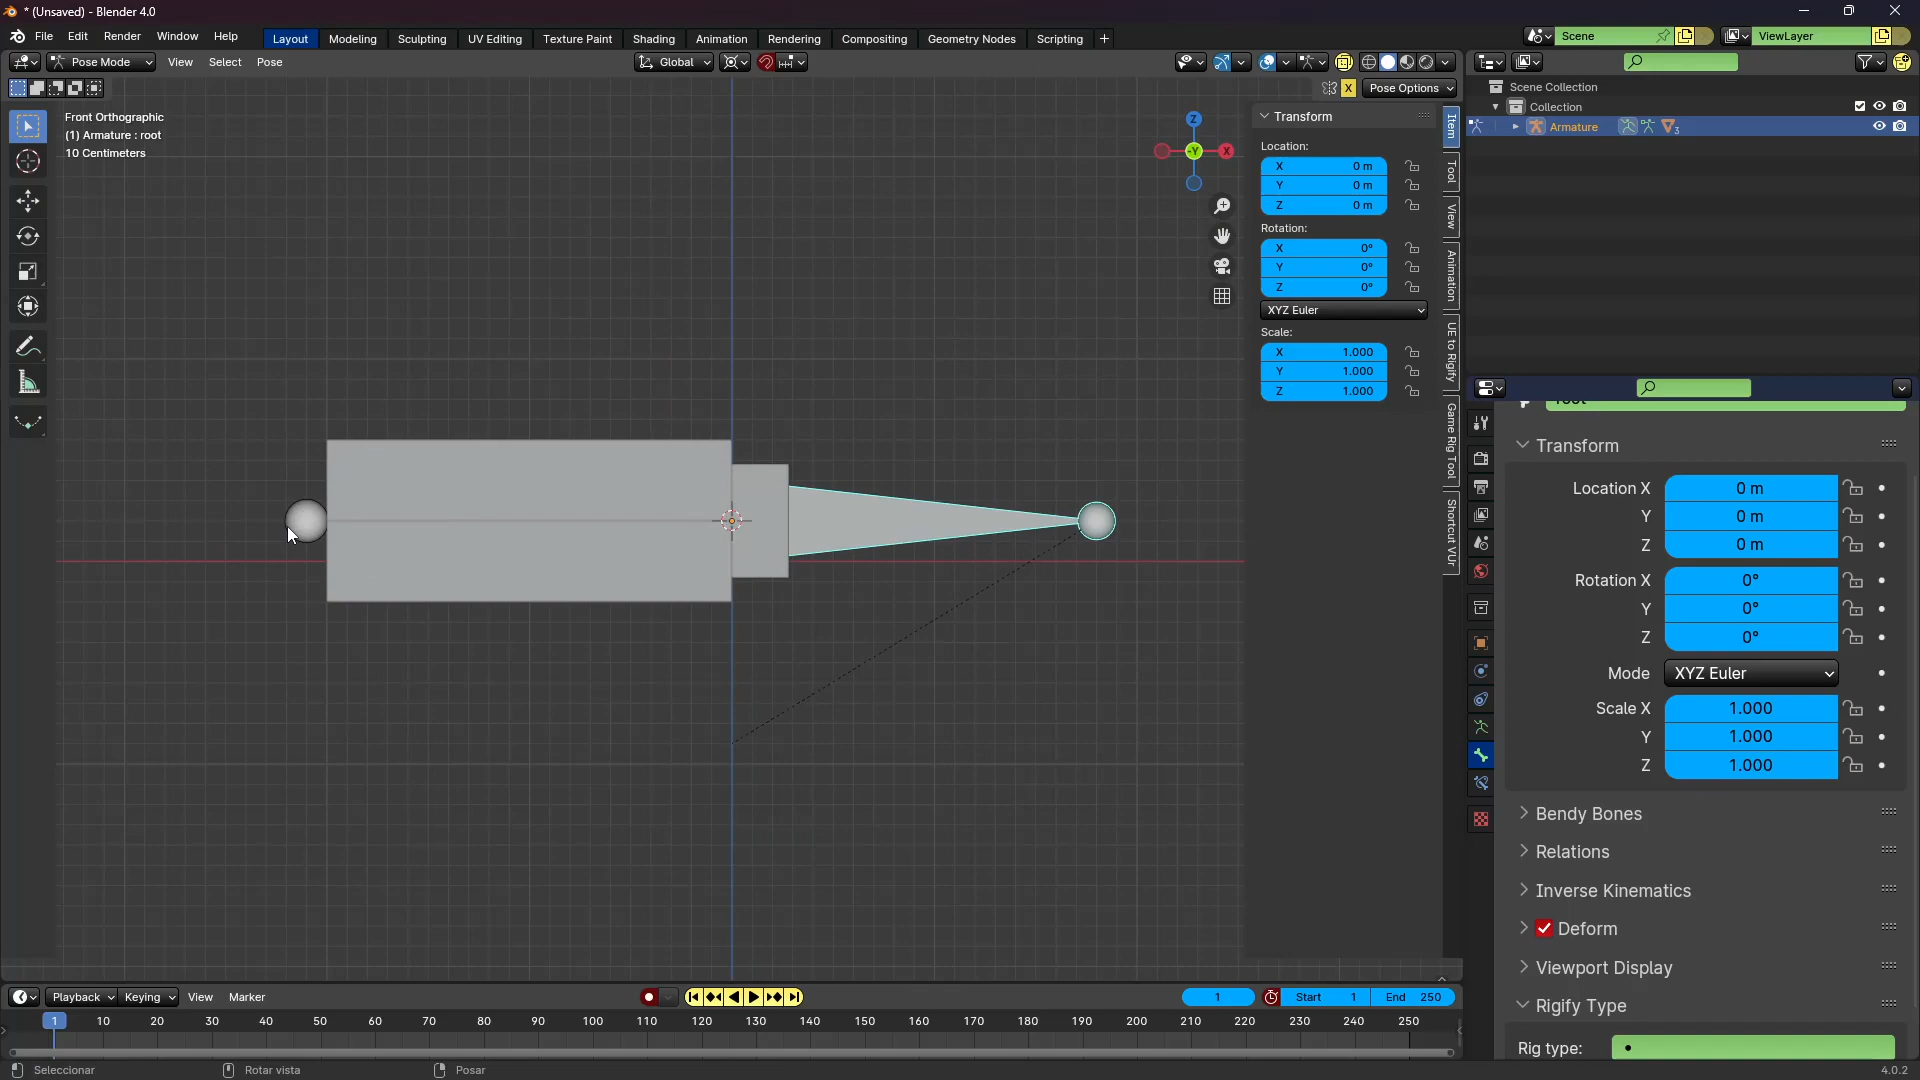 * (Unsaved) - Blender 4.0
File Edit Render Window Help
Layout Modeling Sculpting UV Editing Texture Paint Shading Animation Rendering Compositing Geometry Nodes Scripting +
Scene
ViewLayer
Pose Mode View Select Pose
Global
X
Pose Options
Front Orthographic
(1) Armature : root
10 Centimeters
Z
-Y
X
Transform
Location:
X 0 m
Y 0 m
Z 0 m
Rotation:
X 0°
Y 0°
Z 0°
XYZ Euler
Scale:
X 1.000
Y 1.000
Z 1.000
Item
Tool
View
Animation
UE to Rigify
Game Rig Tool
Shortcut VUr
Scene Collection
Collection
Armature
3
Transform
Location X 0 m
Y 0 m
Z 0 m
Rotation X 0°
Y 0°
Z 0°
Mode XYZ Euler
Scale X 1.000
Y 1.000
Z 1.000
Bendy Bones
Relations
Inverse Kinematics
Deform
Viewport Display
Rigify Type
Rig type:
Playback Keying View Marker
1
Start 1
End 250
1 10 20 30 40 50 60 70 80 90 100 110 120 130 140 150 160 170 180 190 200 210 220 230 240 250
Seleccionar
Rotar vista
Posar
4.0.2